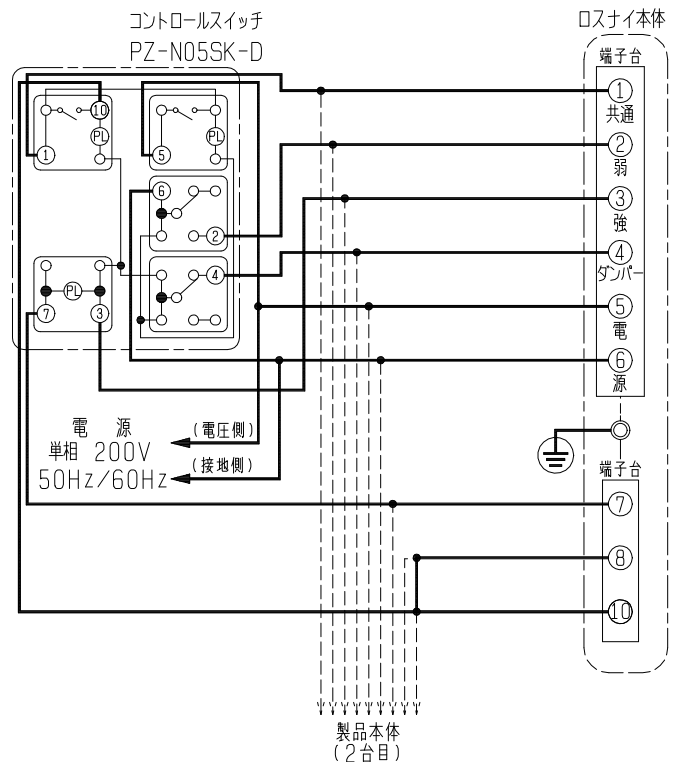 コントロールスイッチ
PZ-N05SK-D
ロスナイ本体
端子台
10
PL
1
PL
5
6
2
4
PL
7
3
1
共通
2
弱
3
強
4
ダンパー
5
電
6
源
電 源
単相 200V
50Hz/60Hz
(電圧側)
(接地側)
端子台
7
8
10
製品本体
(2台目)